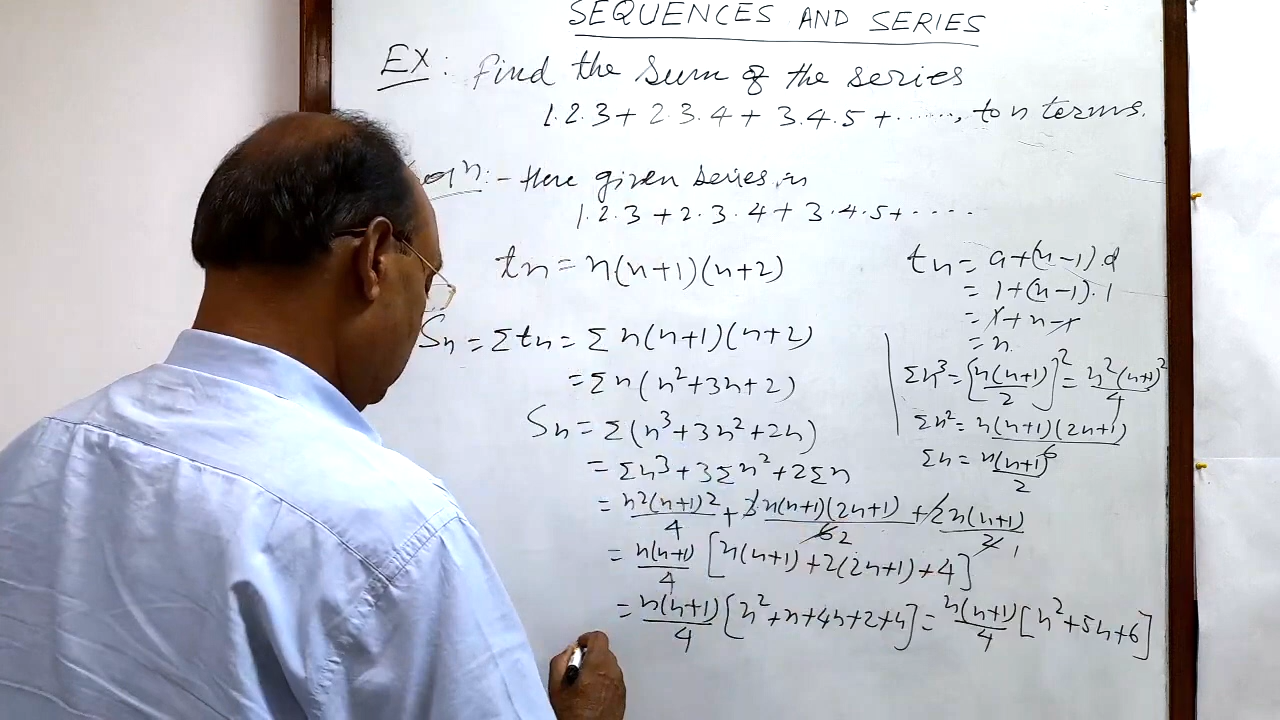 SEQUENCES AND SERIES
EX: Find the sum of the series
1.2.3 + 2.3.4 + 3.4.5 + ......, to n terms.
:- Here given series is
1.2.3 + 2.3.4 + 3.4.5 + ....
tn = n(n+1)(n+2)
Sn = Σtn = Σ n(n+1)(n+2)
= Σn(n²+3n+2)
Sn = Σ(n³+3n²+2n)
= Σn³+3Σn²+2Σn
= n²(n+1)²/4 + 3n(n+1)(2n+1)/6 2 + 2n(n+1)/2 1
= n(n+1)/4 [n(n+1)+2(2n+1)+4]
= n(n+1)/4 [n²+n+4n+2+4] = n(n+1)/4 [n²+5n+6]
tn = a+(n-1).d
= 1+(n-1).1
= 1+n-1
= n.
Σn³ = [n(n+1)/2]² = n²(n+1)²/4
Σn² = n(n+1)(2n+1)/6
Σn = n(n+1)/2